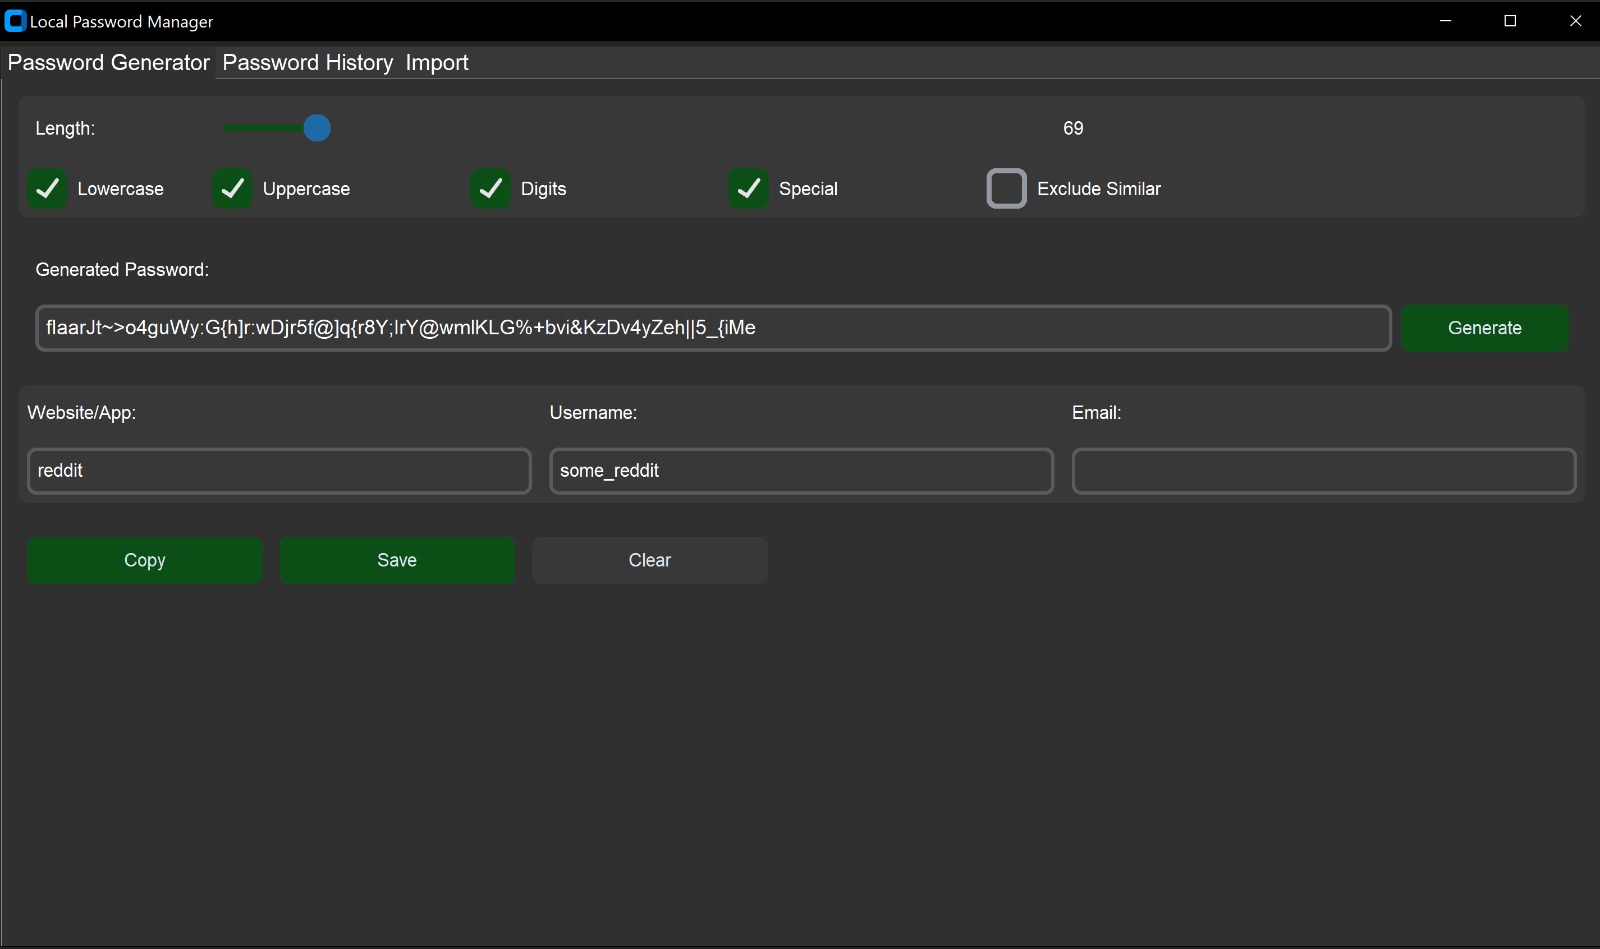 Local Password Manager
Password Generator Password History Import
Length: 69
Lowercase Uppercase Digits Special Exclude Similar
Generated Password:
flaarJt~>o4guWy:G{h]r:wDjr5f@]q{r8Y;lrY@wmlKLG%+bvi&KzDv4yZeh||5_{iMe
Generate
Website/App: Username: Email:
reddit some_reddit
Copy Save Clear